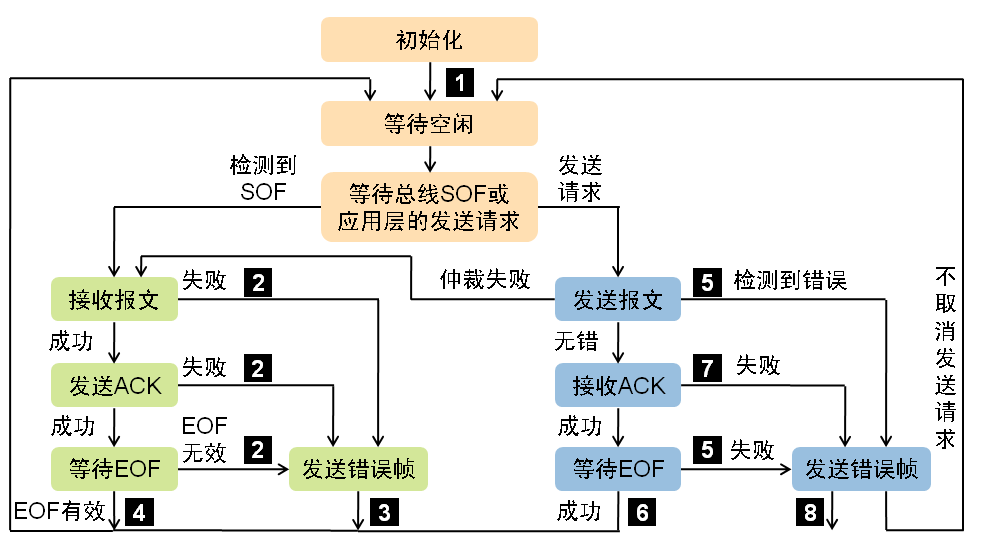 初始化
1
等待空闲
检测到
SOF
等待总线SOF或
应用层的发送请求
发送
请求
接收报文
失败
2
仲裁失败
发送报文
5
检测到错误
不
取
消
发
送
请
求
成功
无错
发送ACK
失败
2
接收ACK
7
失败
成功
成功
等待EOF
EOF
无效
2
发送错误帧
等待EOF
5
失败
发送错误帧
EOF有效
4
3
成功
6
8